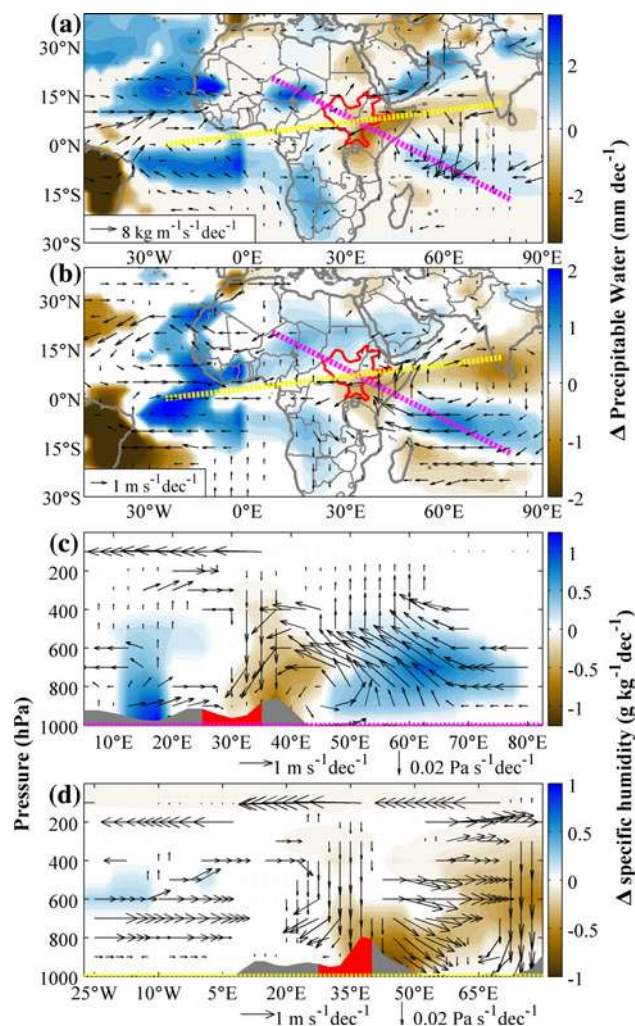 (a)
30°N
15°N
0°N
15°S
30°S
8 kg m⁻¹s⁻¹dec⁻¹
30°W 0°E 30°E 60°E 90°E
2
0
-2
Δ Precipitable Water (mm dec⁻¹)
(b)
30°N
15°N
0°N
15°S
30°S
1 m s⁻¹dec⁻¹
30°W 0°E 30°E 60°E 90°E
2
1
0
-1
-2
(c)
200
400
600
800
1000
10°E 20°E 30°E 40°E 50°E 60°E 70°E 80°E
1 m s⁻¹dec⁻¹ 0.02 Pa s⁻¹dec⁻¹
1
0.5
0
-0.5
-1
Pressure (hPa)
Δ specific humidity (g kg⁻¹dec⁻¹)
(d)
200
400
600
800
1000
25°W 10°W 5°E 20°E 35°E 50°E 65°E
1 m s⁻¹dec⁻¹ 0.02 Pa s⁻¹dec⁻¹
1
0.5
0
-0.5
-1